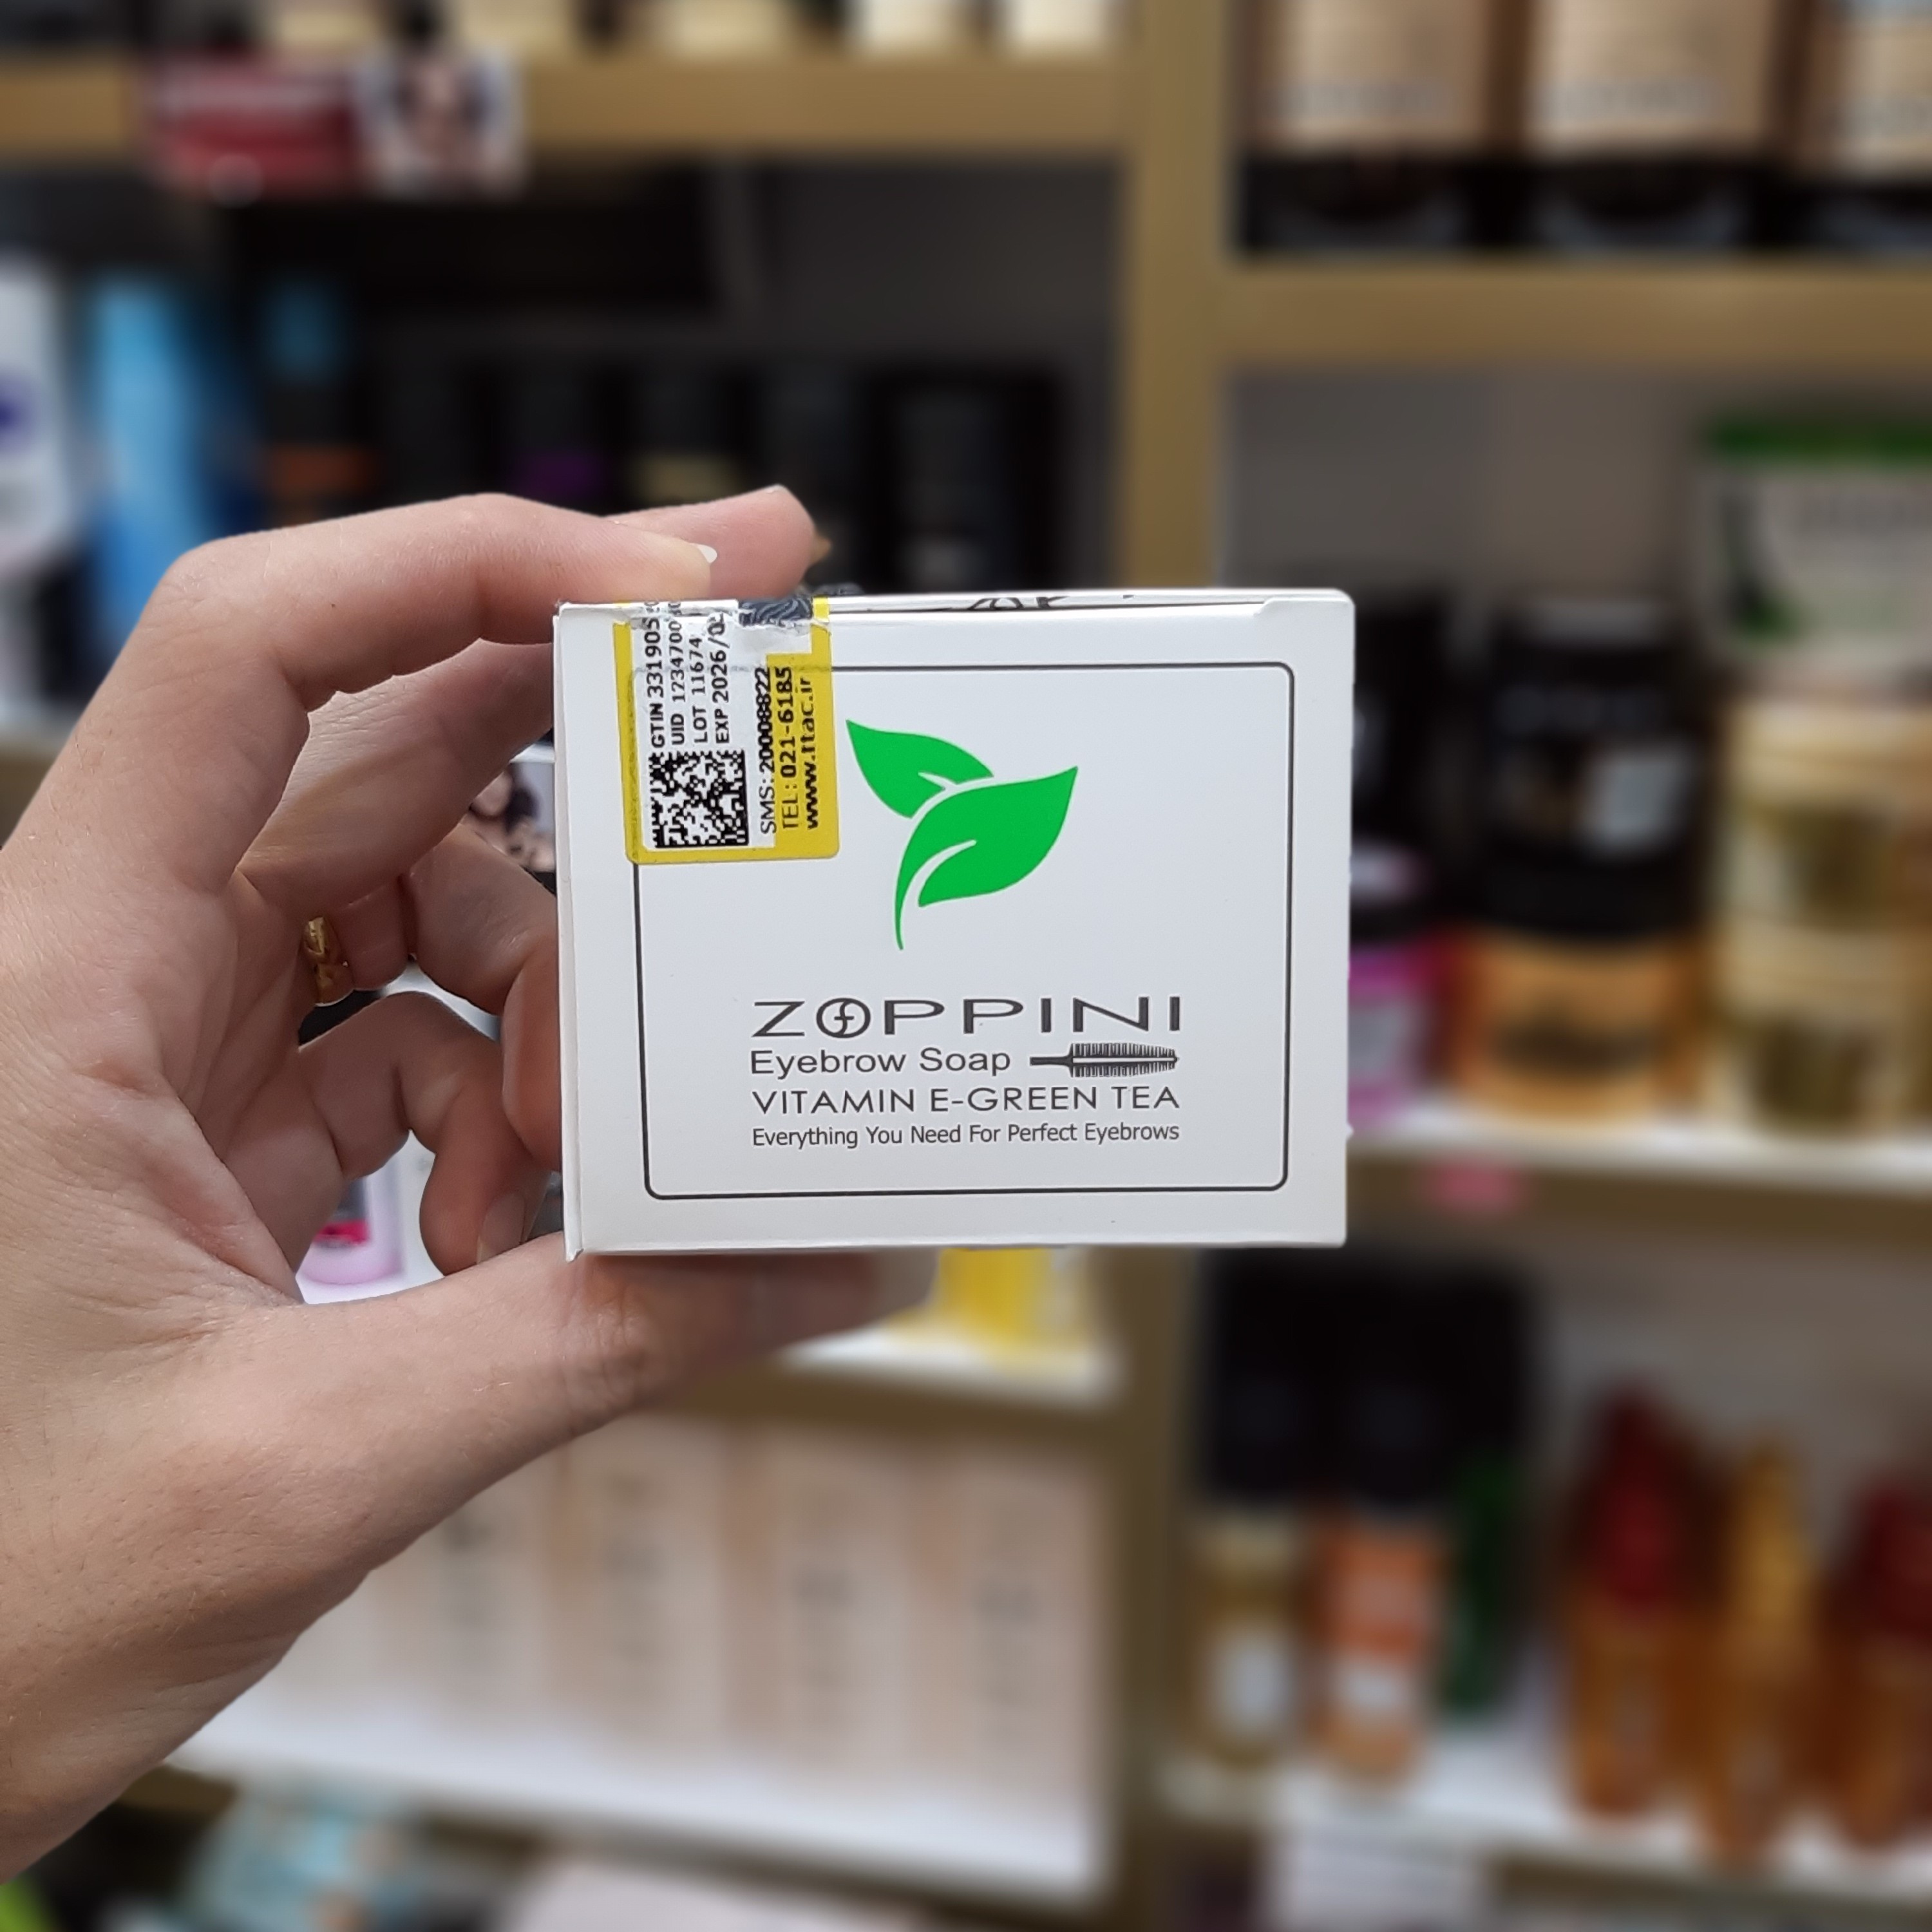 GTIN 331905
UID 1234700
LOT 11674
EXP 2026/0
SMS: 20008822
TEL: 021-6185
www.ttac.ir
ZOPPINI
Eyebrow Soap
VITAMIN E-GREEN TEA
Everything You Need For Perfect Eyebrows